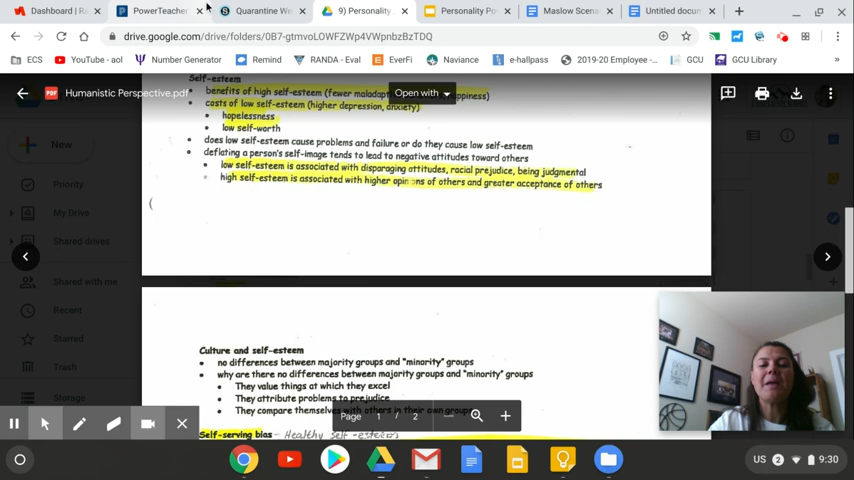 Dashboard | R
PowerTeacher
Quarantine We
9) Personality
Personality Po
Maslow Scena
Untitled docum
drive.google.com/drive/folders/0B7-gtmvoLOWFZWp4VWpnbzBzTDQ
ECS
YouTube - aol
Number Generator
Remind
RANDA - Eval
EverFi
Naviance
e-hallpass
2019-20 Employee -...
GCU
GCU Library
Humanistic Perspective.pdf
Open with
PDF
New
Priority
My Drive
Shared drives
Shared with me
Recent
Starred
Trash
Storage
Self-esteem
benefits of high self-esteem (fewer
costs of low self-esteem (higher depression, anxiety)
hopelessness
low self-worth
does low self-esteem cause problems and failure or do they cause low self-esteem
deflating a person's self-image tends to lead to negative attitudes toward others
low self-esteem is associated with disparaging attitudes, racial prejudice, being judgmental
high self-esteem is associated with higher opinions of others and greater acceptance of others
Culture and self-esteem
no differences between majority groups and "minority" groups
why are there no differences between majority groups and "minority" groups
They value things at which they excel
They attribute problems to prejudice
They compare themselves with others in their own groups
Self-serving bias - Healthy self-esteem
Page 1 / 2
US 2 9:30